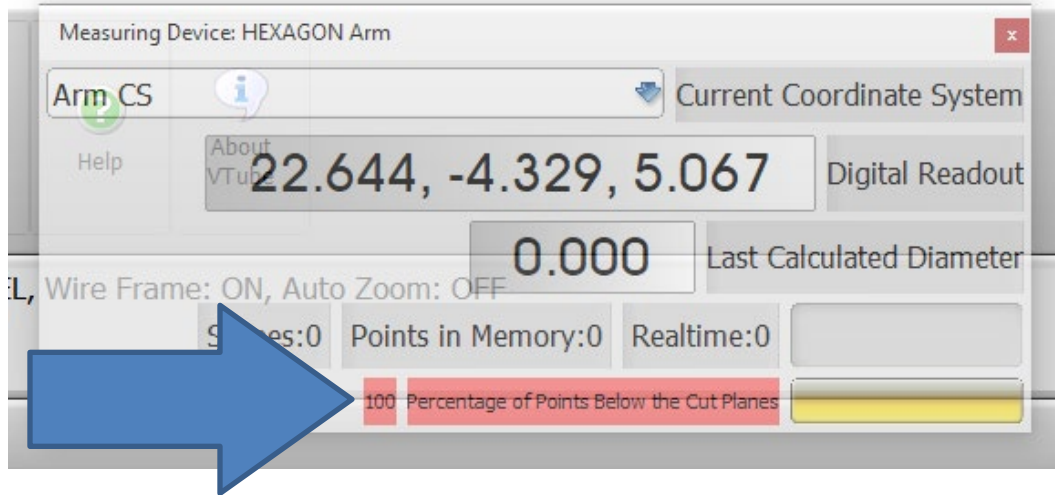 Measuring Device: HEXAGON Arm
x
Arm CS
Current Coordinate System
Help
About
VTube
22.644, -4.329, 5.067
Digital Readout
0.000
Last Calculated Diameter
EL, Wire Frame: ON, Auto Zoom: OFF
:0
Points in Memory:0
Realtime:0
100
Percentage of Points Below the Cut Planes